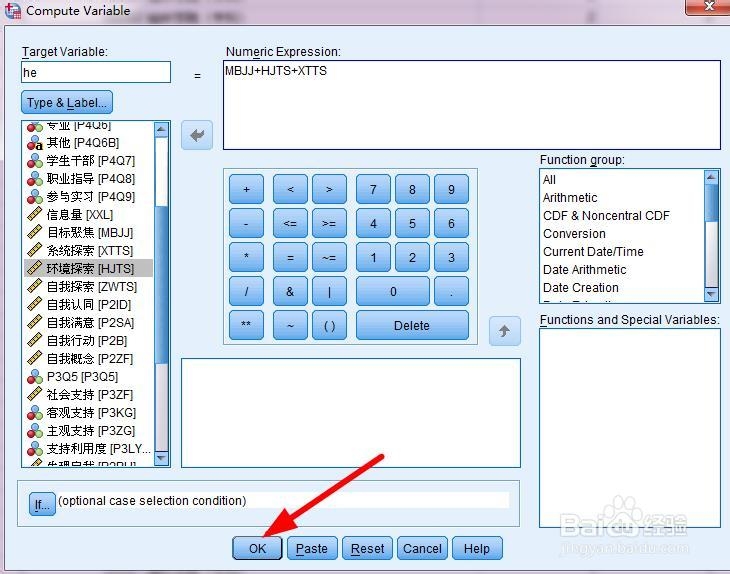 Compute Variable
Target Variable:
he
=
Numeric Expression:
MBJJ+HJTS+XTTS
Type & Label...
专业 [P4Q6]
其他 [P4Q6B]
学生干部 [P4Q7]
职业指导 [P4Q8]
参与实习 [P4Q9]
信息量 [XXL]
目标聚焦 [MBJJ]
系统探索 [XTTS]
环境探索 [HJTS]
自我探索 [ZWTS]
自我认同 [P2ID]
自我满意 [P2SA]
自我行动 [P2B]
自我概念 [P2ZF]
P3Q5 [P3Q5]
社会支持 [P3ZF]
客观支持 [P3KG]
主观支持 [P3ZG]
支持利用度 [P3LY...
+ < > 7 8 9
- <= >= 4 5 6
* = ~= 1 2 3
/ & | 0 .
** ~ ( ) Delete
Function group:
All
Arithmetic
CDF & Noncentral CDF
Conversion
Current Date/Time
Date Arithmetic
Date Creation
Functions and Special Variables:
If...
(optional case selection condition)
OK Paste Reset Cancel Help
Baidu 经验
jingyan.baidu.com